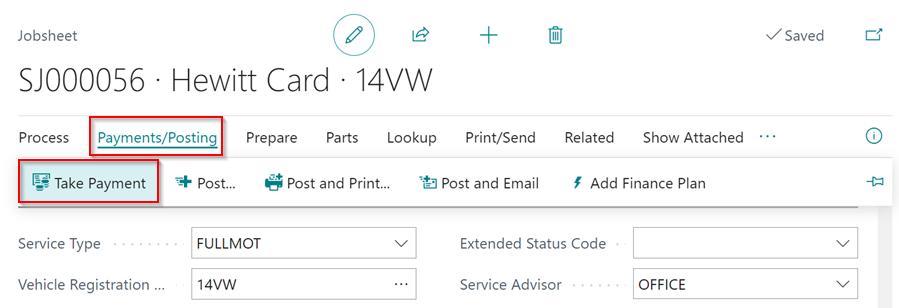 Jobsheet
Saved
SJ000056 · Hewitt Card · 14VW
Process Payments/Posting Prepare Parts Lookup Print/Send Related Show Attached ···
Take Payment Post... Post and Print... Post and Email Add Finance Plan
Service Type FULLMOT Extended Status Code
Vehicle Registration ... 14VW ··· Service Advisor OFFICE